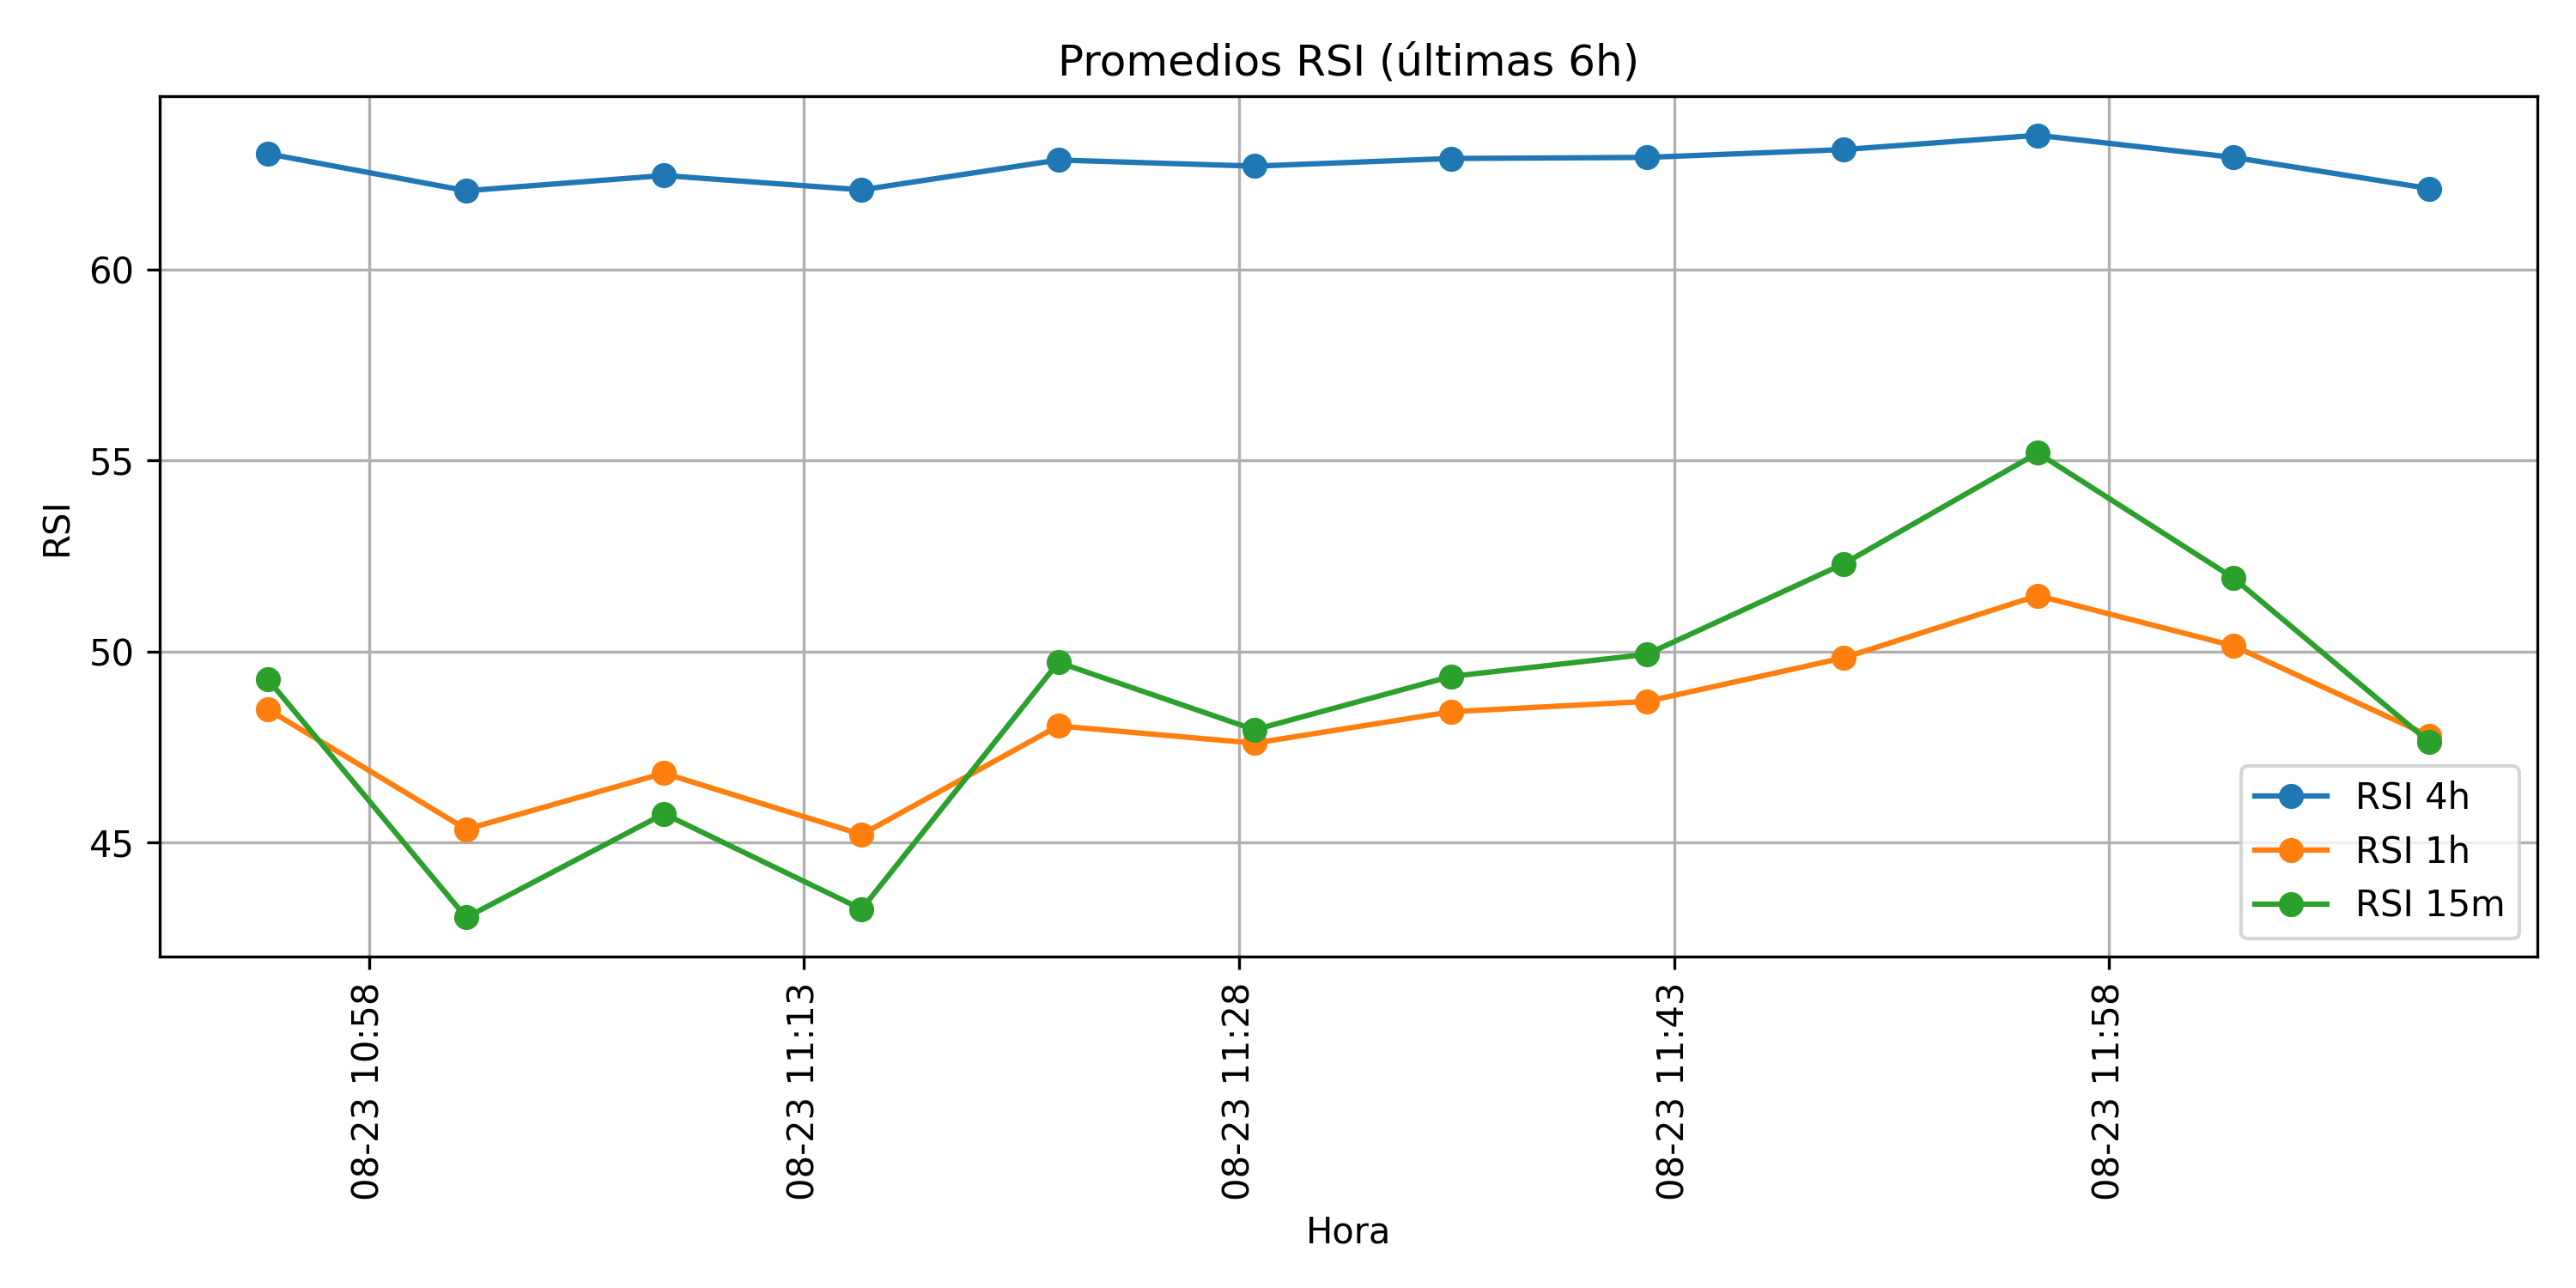 Promedios RSI (últimas 6h)
RSI
60
55
50
45
RSI 4h
RSI 1h
RSI 15m
08-23 10:58
08-23 11:13
08-23 11:28
08-23 11:43
08-23 11:58
Hora